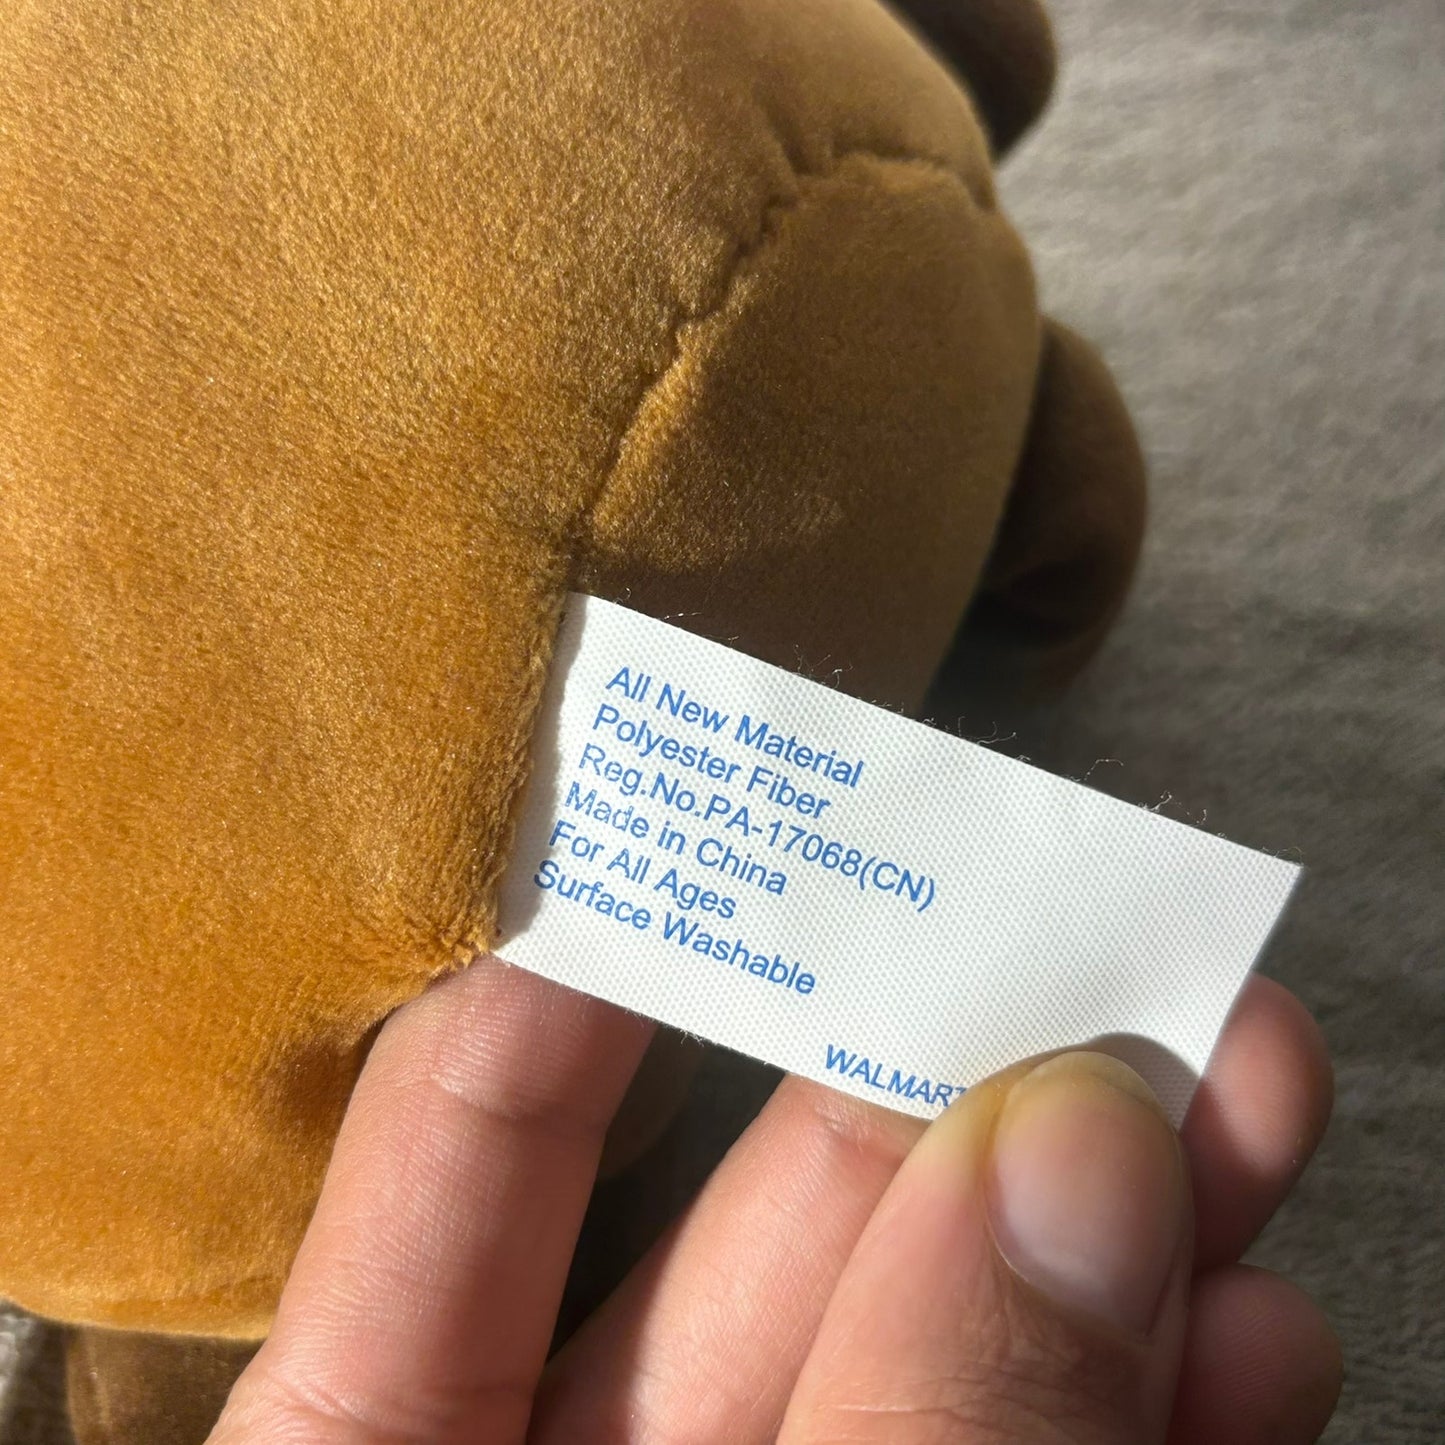 All New Material
Polyester Fiber
Reg.No.PA-17068(CN)
Made in China
For All Ages
Surface Washable
WALMART